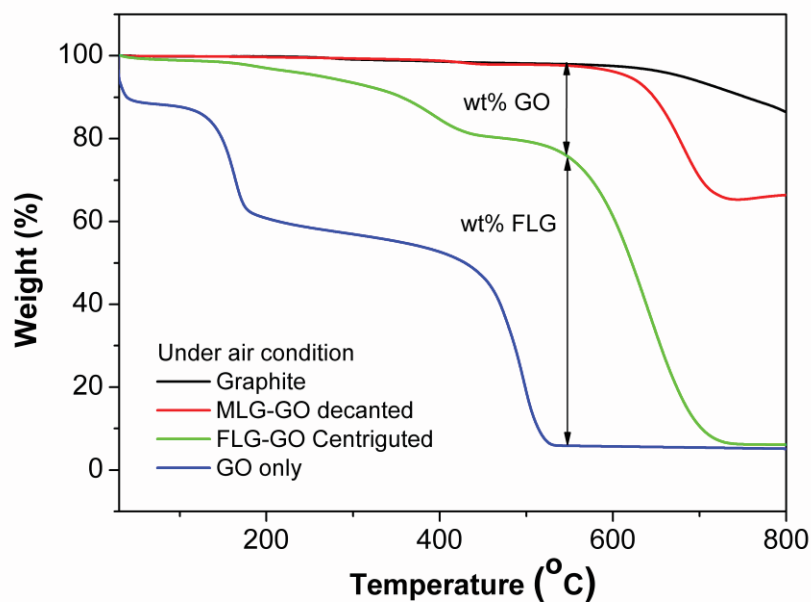 100
80
60
40
20
0
Weight (%)
wt% GO
wt% FLG
Under air condition
Graphite
MLG-GO decanted
FLG-GO Centriguted
GO only
200
400
600
800
Temperature (°C)